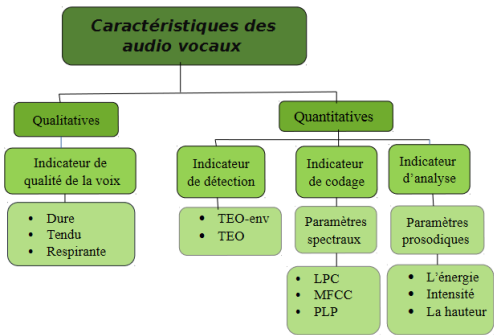 Caractéristiques des
audio vocaux
Qualitatives
Quantitatives
Indicateur de
qualité de la voix
Indicateur
de détection
Indicateur
de codage
Indicateur
d’analyse
• Dure
• Tendu
• Respirante
• TEO-env
• TEO
Paramètres
spectraux
Paramètres
prosodiques
• LPC
• MFCC
• PLP
• L’énergie
• Intensité
• La hauteur